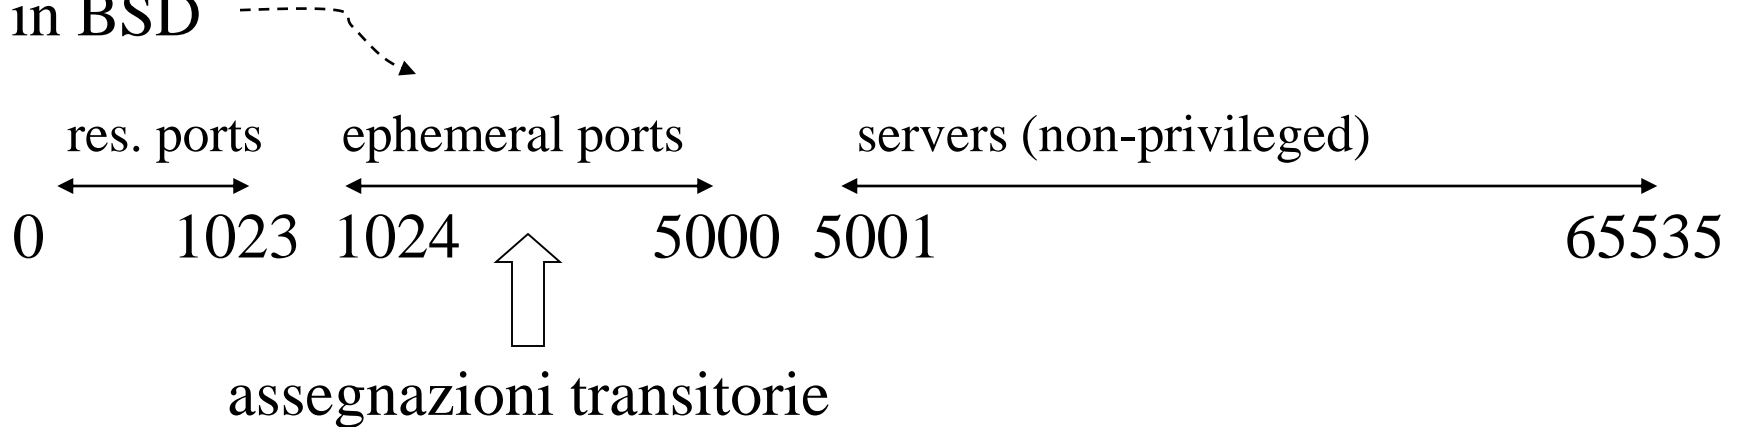 in BSD
res. ports ephemeral ports servers (non-privileged)
0 1023 1024 5000 5001 65535
assegnazioni transitorie